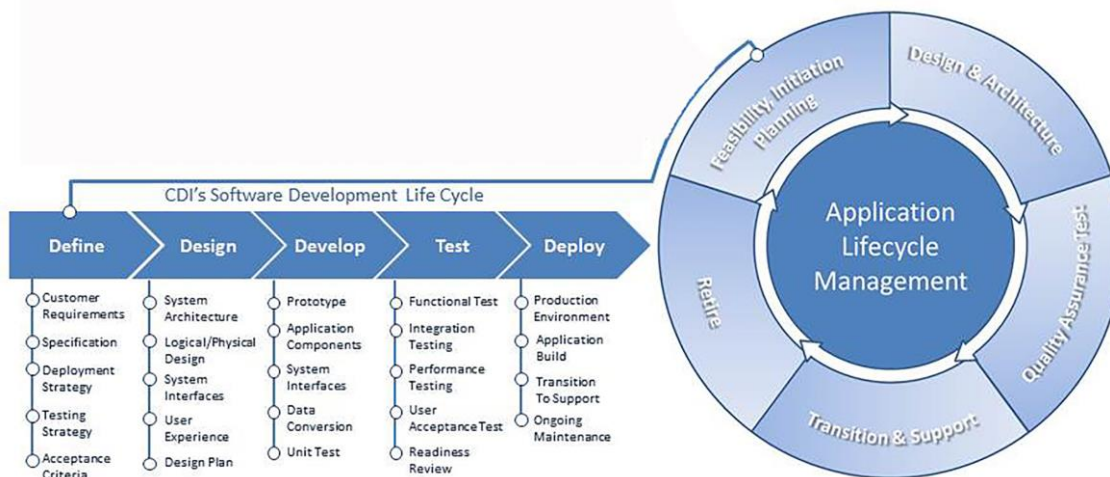 CDI's Software Development Life Cycle
Define
Customer
Requirements
Specification
Deployment
Strategy
Testing
Strategy
Acceptance
Criteria
Design
System
Architecture
Logical/Physical
Design
System
Interfaces
User
Experience
Design Plan
Develop
Prototype
Application
Components
System
Interfaces
Data
Conversion
Unit Test
Test
Functional Test
Integration
Testing
Performance
Testing
User
Acceptance Test
Readiness
Review
Deploy
Production
Environment
Application
Build
Transition
To Support
Ongoing
Maintenance
Application
Lifecycle
Management
Feasibility, Initiation
Planning
Design & Architecture
Quality Assurance Test
Transition & Support
Retire